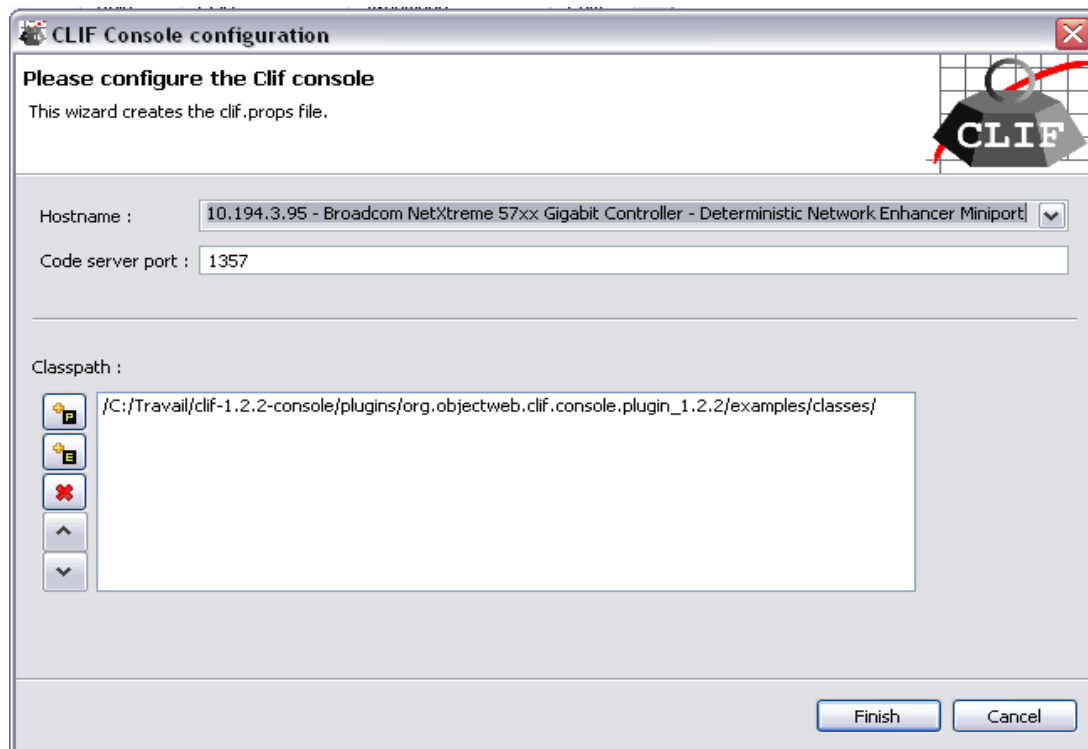 CLIF Console configuration
Please configure the Clif console
This wizard creates the clif.props file.
CLIF
Hostname :
10.194.3.95 - Broadcom NetXtreme 57xx Gigabit Controller - Deterministic Network Enhancer Miniport
Code server port :
1357
Classpath :
P
/C:/Travail/clif-1.2.2-console/plugins/org.objectweb.clif.console.plugin_1.2.2/examples/classes/
E
Finish
Cancel